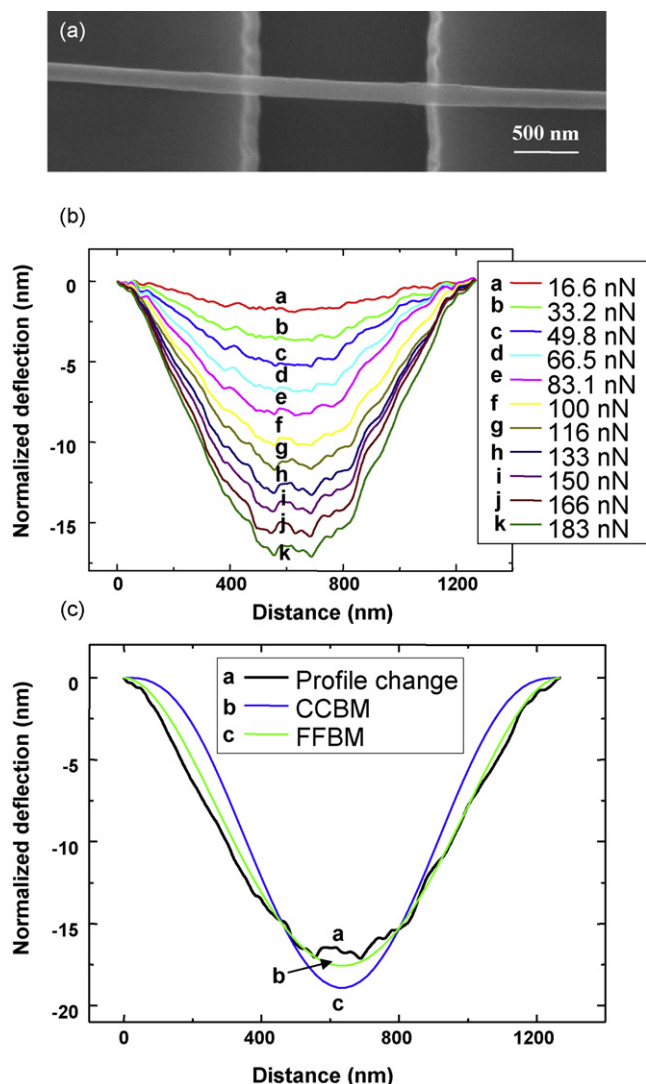 (a)
500 nm
(b)
Normalized deflection (nm)
0
-5
-10
-15
a
b
c
d
e
f
g
h
i
j
k
a 16.6 nN
b 33.2 nN
c 49.8 nN
d 66.5 nN
e 83.1 nN
f 100 nN
g 116 nN
h 133 nN
i 150 nN
j 166 nN
k 183 nN
0 400 800 1200
Distance (nm)
(c)
Normalized deflection (nm)
0
-5
-10
-15
-20
a Profile change
b CCBM
c FFBM
a
b
c
0 400 800 1200
Distance (nm)